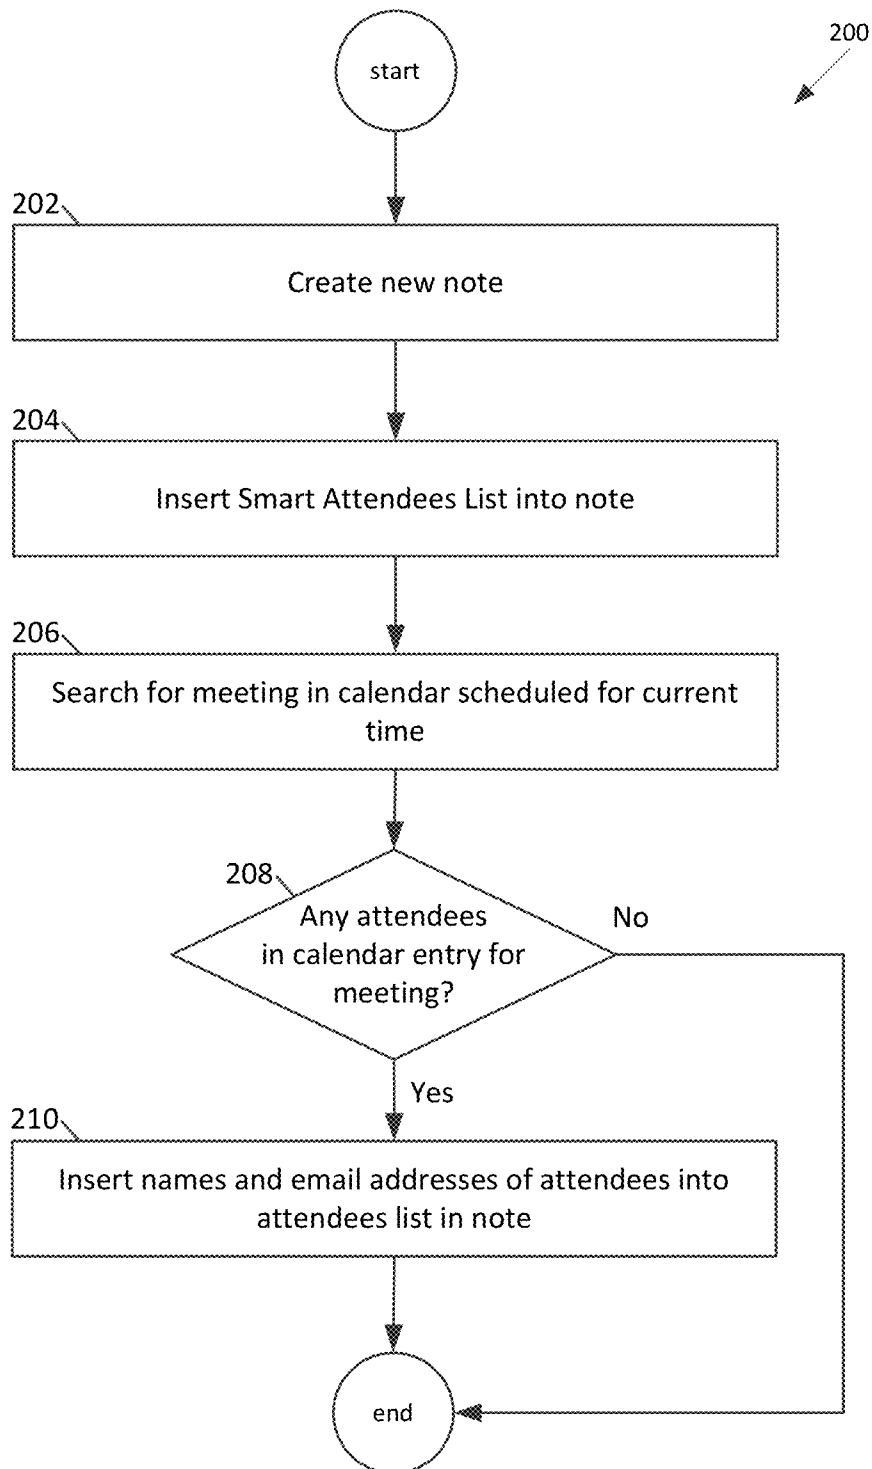 start
200
202
Create new note
204
Insert Smart Attendees List into note
206
Search for meeting in calendar scheduled for current
time
208
Any attendees
in calendar entry for
meeting?
No
Yes
210
Insert names and email addresses of attendees into
attendees list in note
end